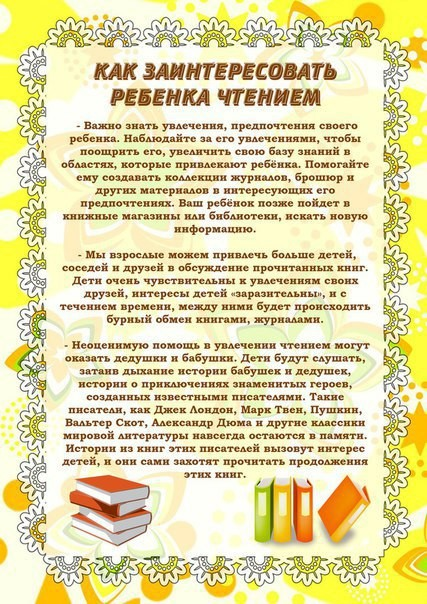 КАК ЗАИНТЕРЕСОВАТЬ
РЕБЕНКА ЧТЕНИЕМ
- Важно знать увлечения, предпочтения своего
ребенка. Наблюдайте за его увлечениями, чтобы
поощрить его, увеличить свою базу знаний в
областях, которые привлекают ребёнка. Помогайте
ему создавать коллекции журналов, брошюр и
других материалов в интересующих его
предпочтениях. Ваш ребёнок позже пойдет в
книжные магазины или библиотеки, искать новую
информацию.
- Мы взрослые можем привлечь больше детей,
соседей и друзей в обсуждение прочитанных книг.
Дети очень чувствительны к увлечениям своих
друзей, интересы детей «заразительны», и с
течением времени, между ними будет происходить
бурный обмен книгами, журналами.
- Неоценимую помощь в увлечении чтением могут
оказать дедушки и бабушки. Дети будут слушать,
затаив дыхание истории бабушек и дедушек,
истории о приключениях знаменитых героев,
созданных известными писателями. Такие
писатели, как Джек Лондон, Марк Твен, Пушкин,
Вальтер Скот, Александр Дюма и другие классики
мировой литературы навсегда остаются в памяти.
Истории из книг этих писателей вызовут интерес
детей, и они сами захотят прочитать продолжения
этих книг.